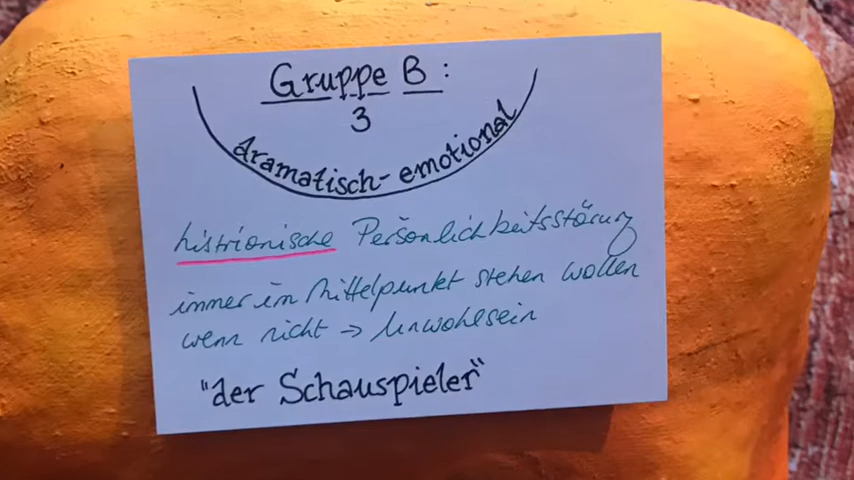 Gruppe B :
3
dramatisch-emotional
histrionische Persönlichkeitsstörung
immer im Mittelpunkt stehen wollen
wenn nicht → Unwohlsein
"der Schauspieler"